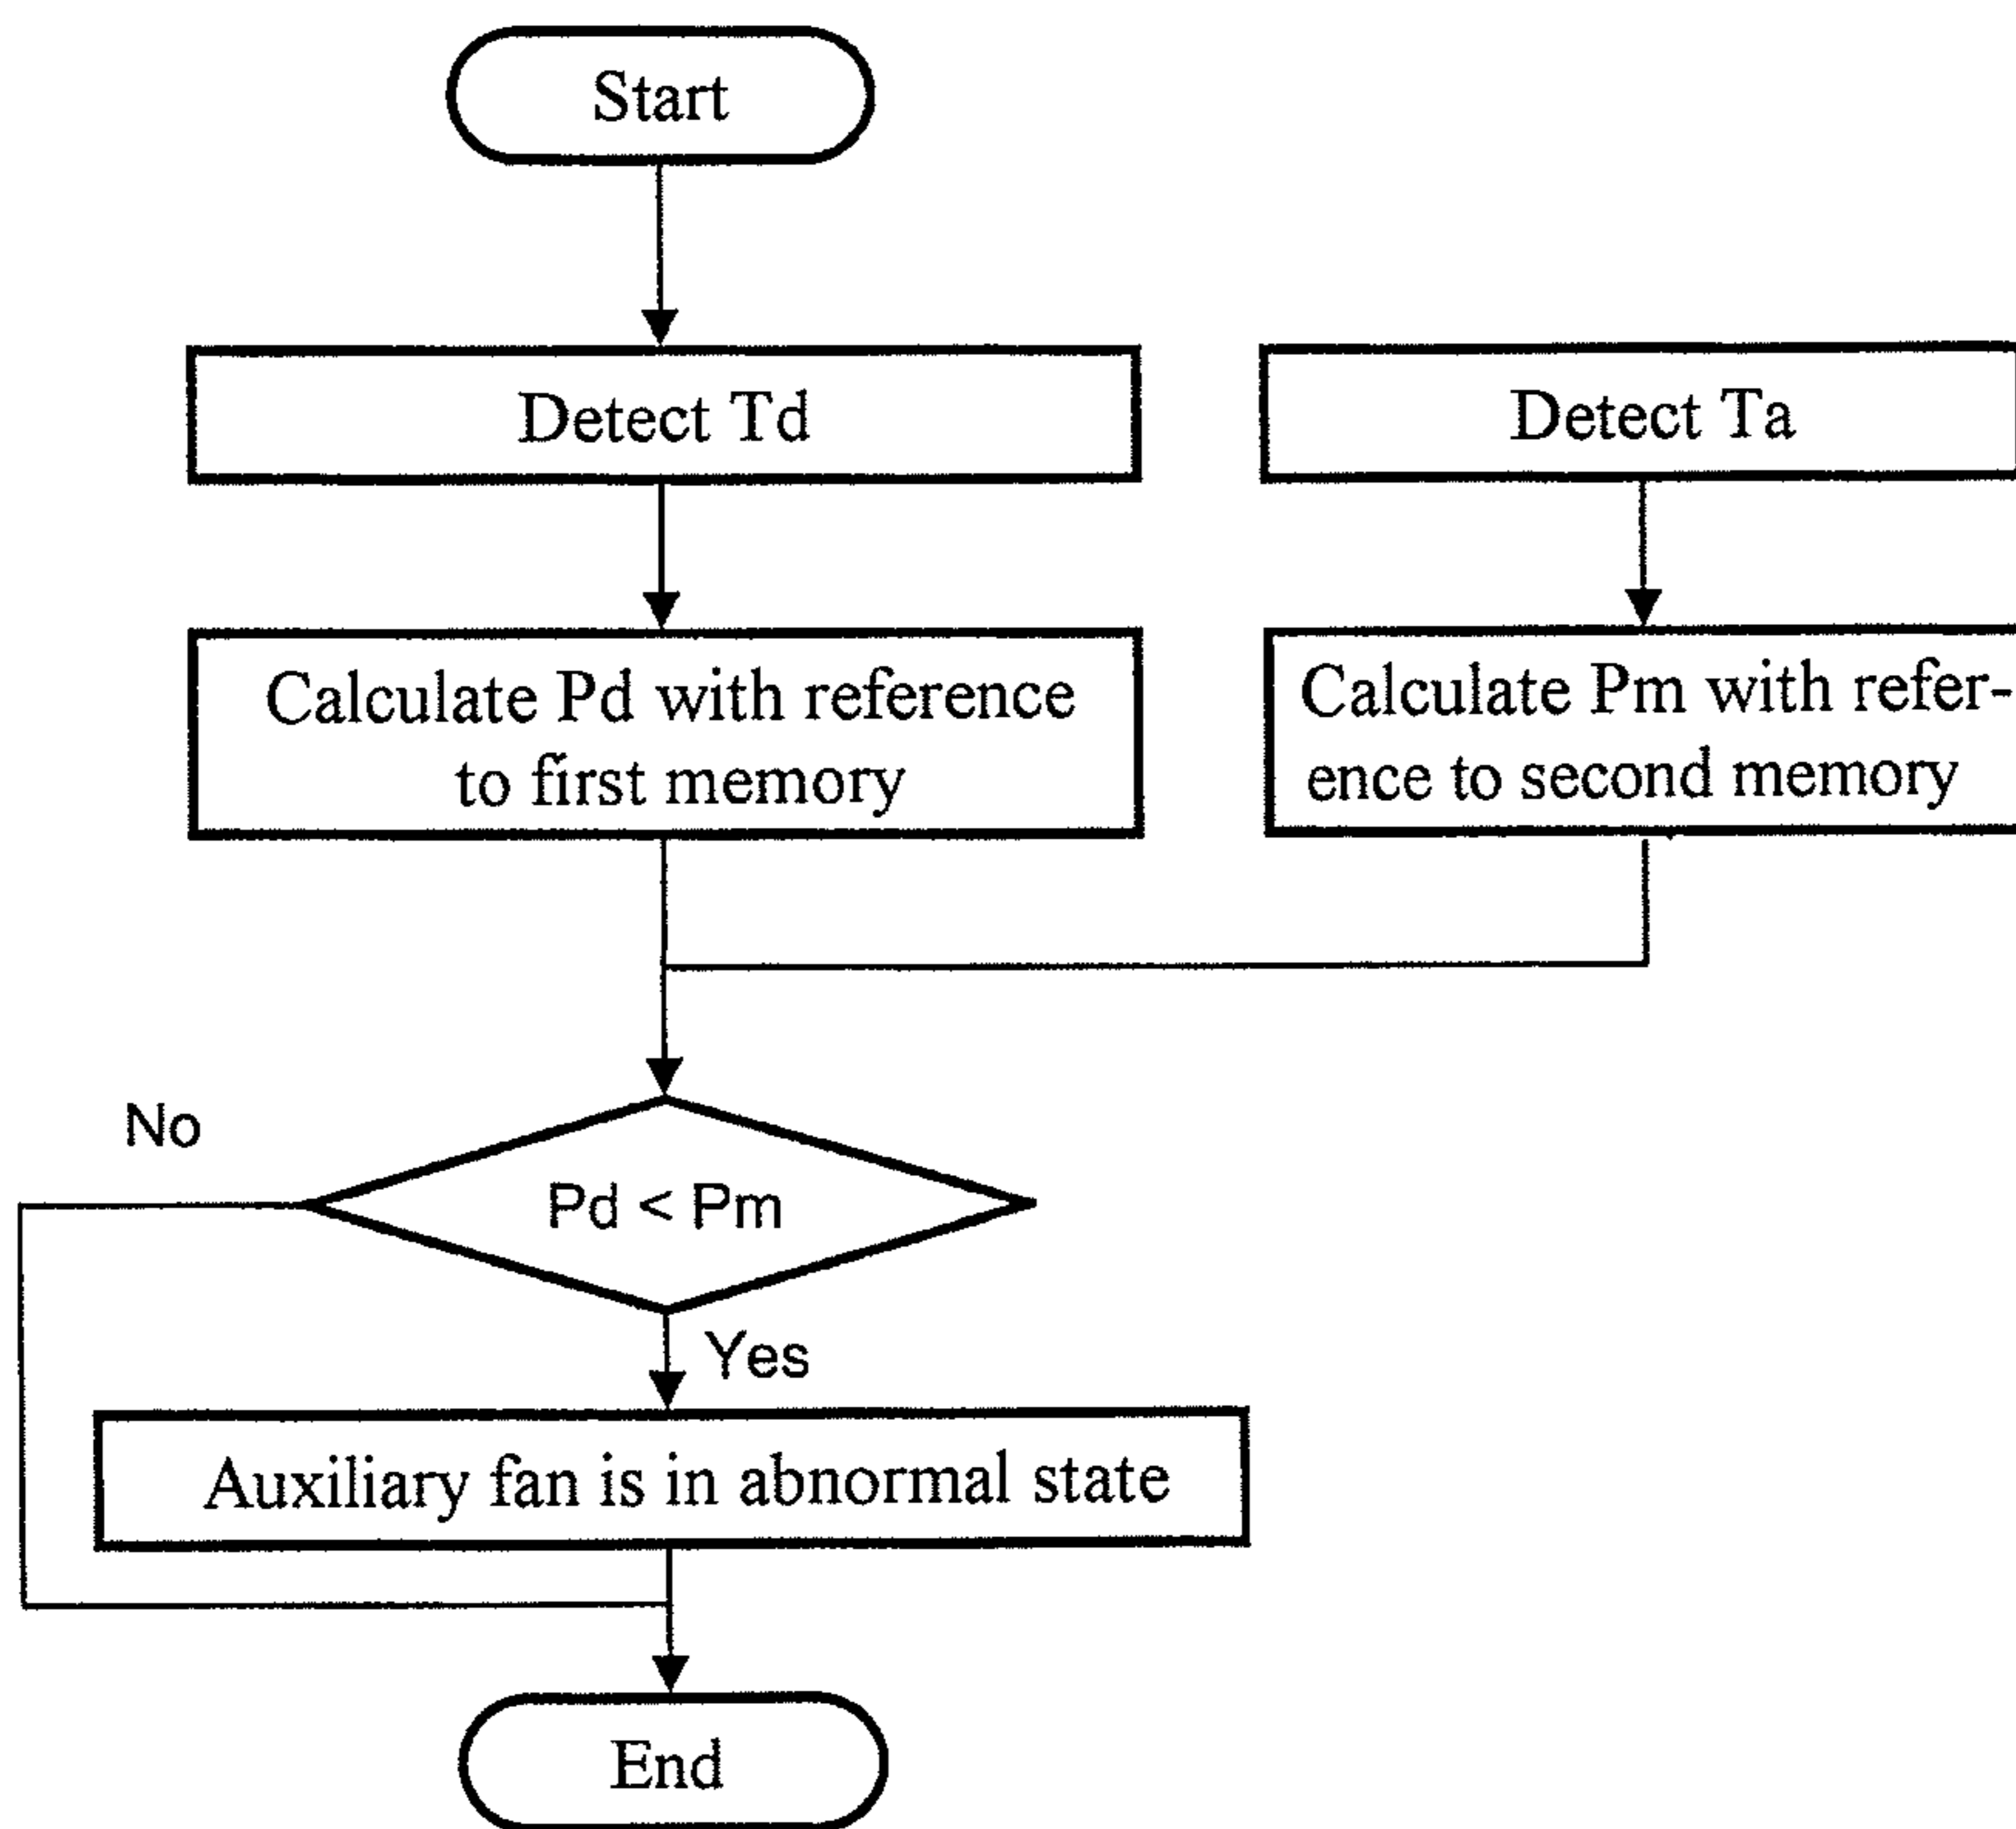 Start
Detect Td
Detect Ta
Calculate Pd with reference
to first memory
Calculate Pm with refer-
ence to second memory
No
Pd < Pm
Yes
Auxiliary fan is in abnormal state
End